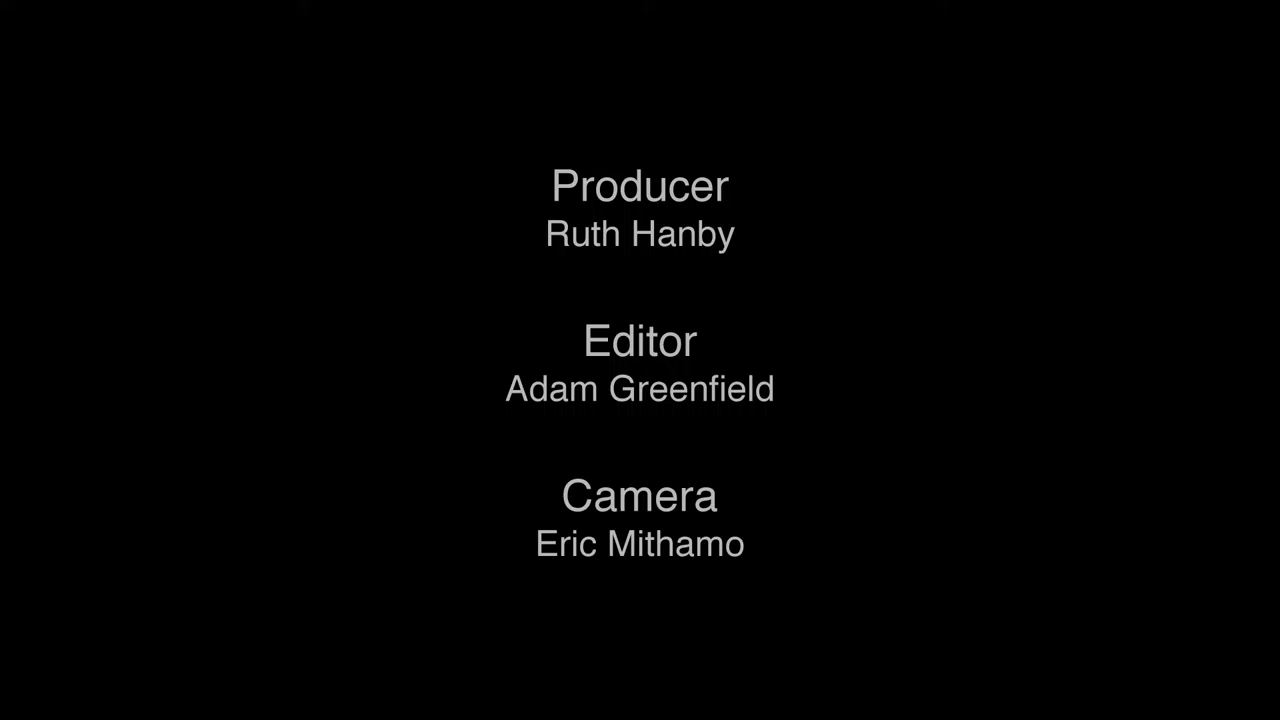 Producer
Ruth Hanby
Editor
Adam Greenfield
Camera
Eric Mithamo